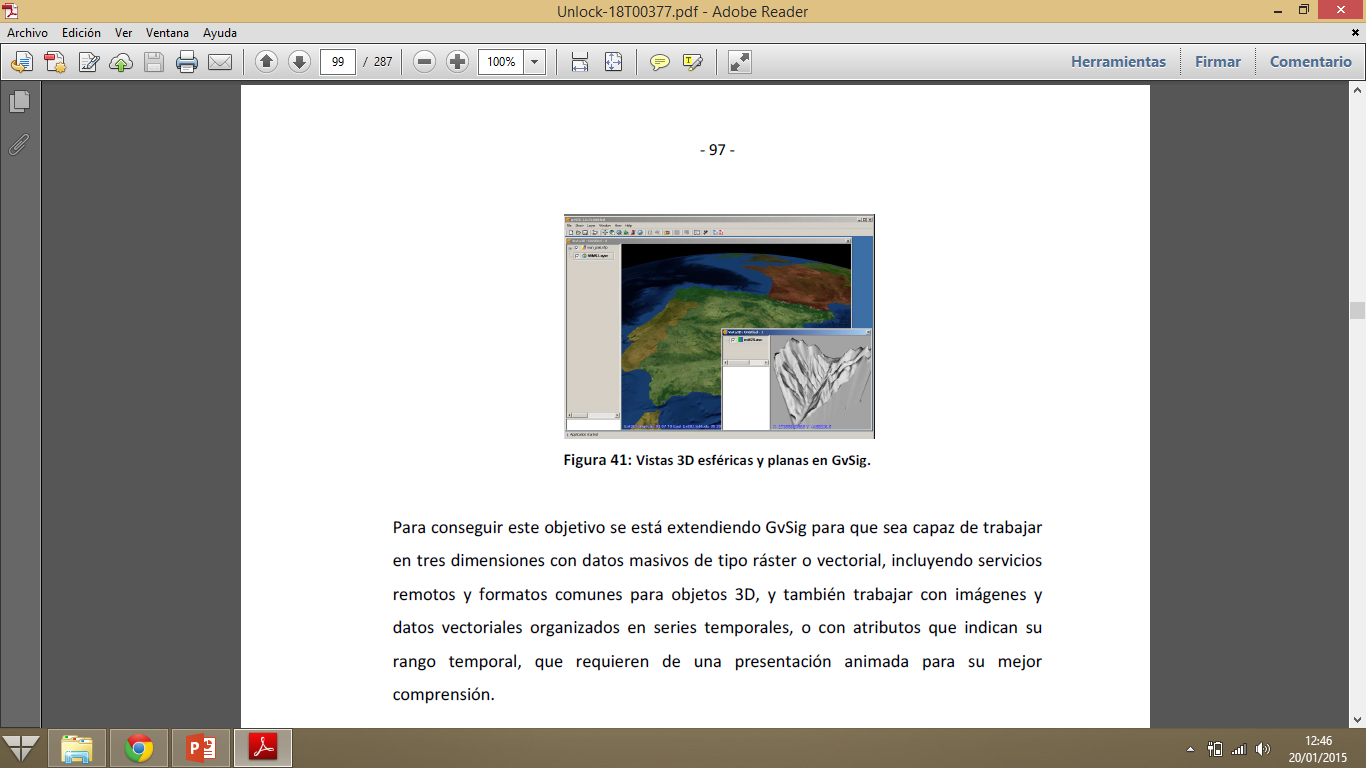 Unlock-18T00377.pdf - Adobe Reader
Archivo Edición Ver Ventana Ayuda
99 / 287 100% Herramientas Firmar Comentario
- 97 -
Figura 41: Vistas 3D esféricas y planas en GvSig.
Para conseguir este objetivo se está extendiendo GvSig para que sea capaz de trabajar
en tres dimensiones con datos masivos de tipo ráster o vectorial, incluyendo servicios
remotos y formatos comunes para objetos 3D, y también trabajar con imágenes y
datos vectoriales organizados en series temporales, o con atributos que indican su
rango temporal, que requieren de una presentación animada para su mejor
comprensión.
12:46
20/01/2015